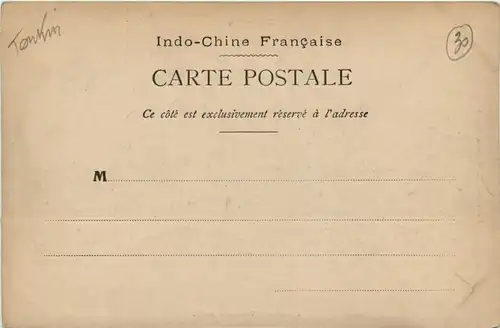 Tonkin
30
Indo-Chine Française
CARTE POSTALE
Ce côté est exclusivement réservé à l'adresse
M